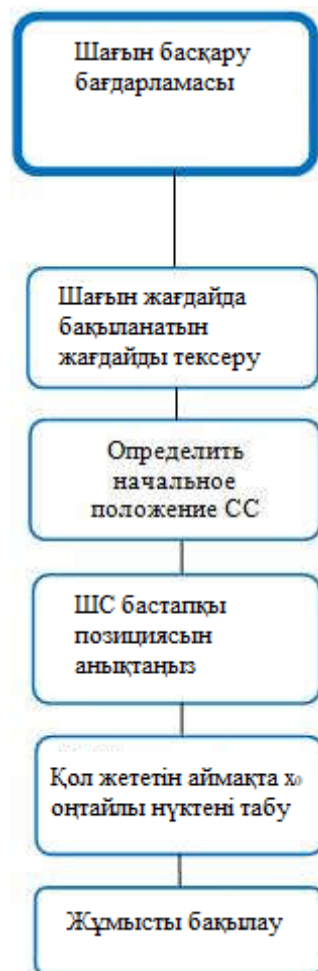 Шағын басқару
бағдарламасы
Шағын жағдайда
бақыланатын
жағдайды тексеру
Определить
начальное
положение СС
ШС бастапқы
позициясын
анықтаңыз
Қол жететін аймақта x₀
оңтайлы нүктені табу
Жұмысты бақылау